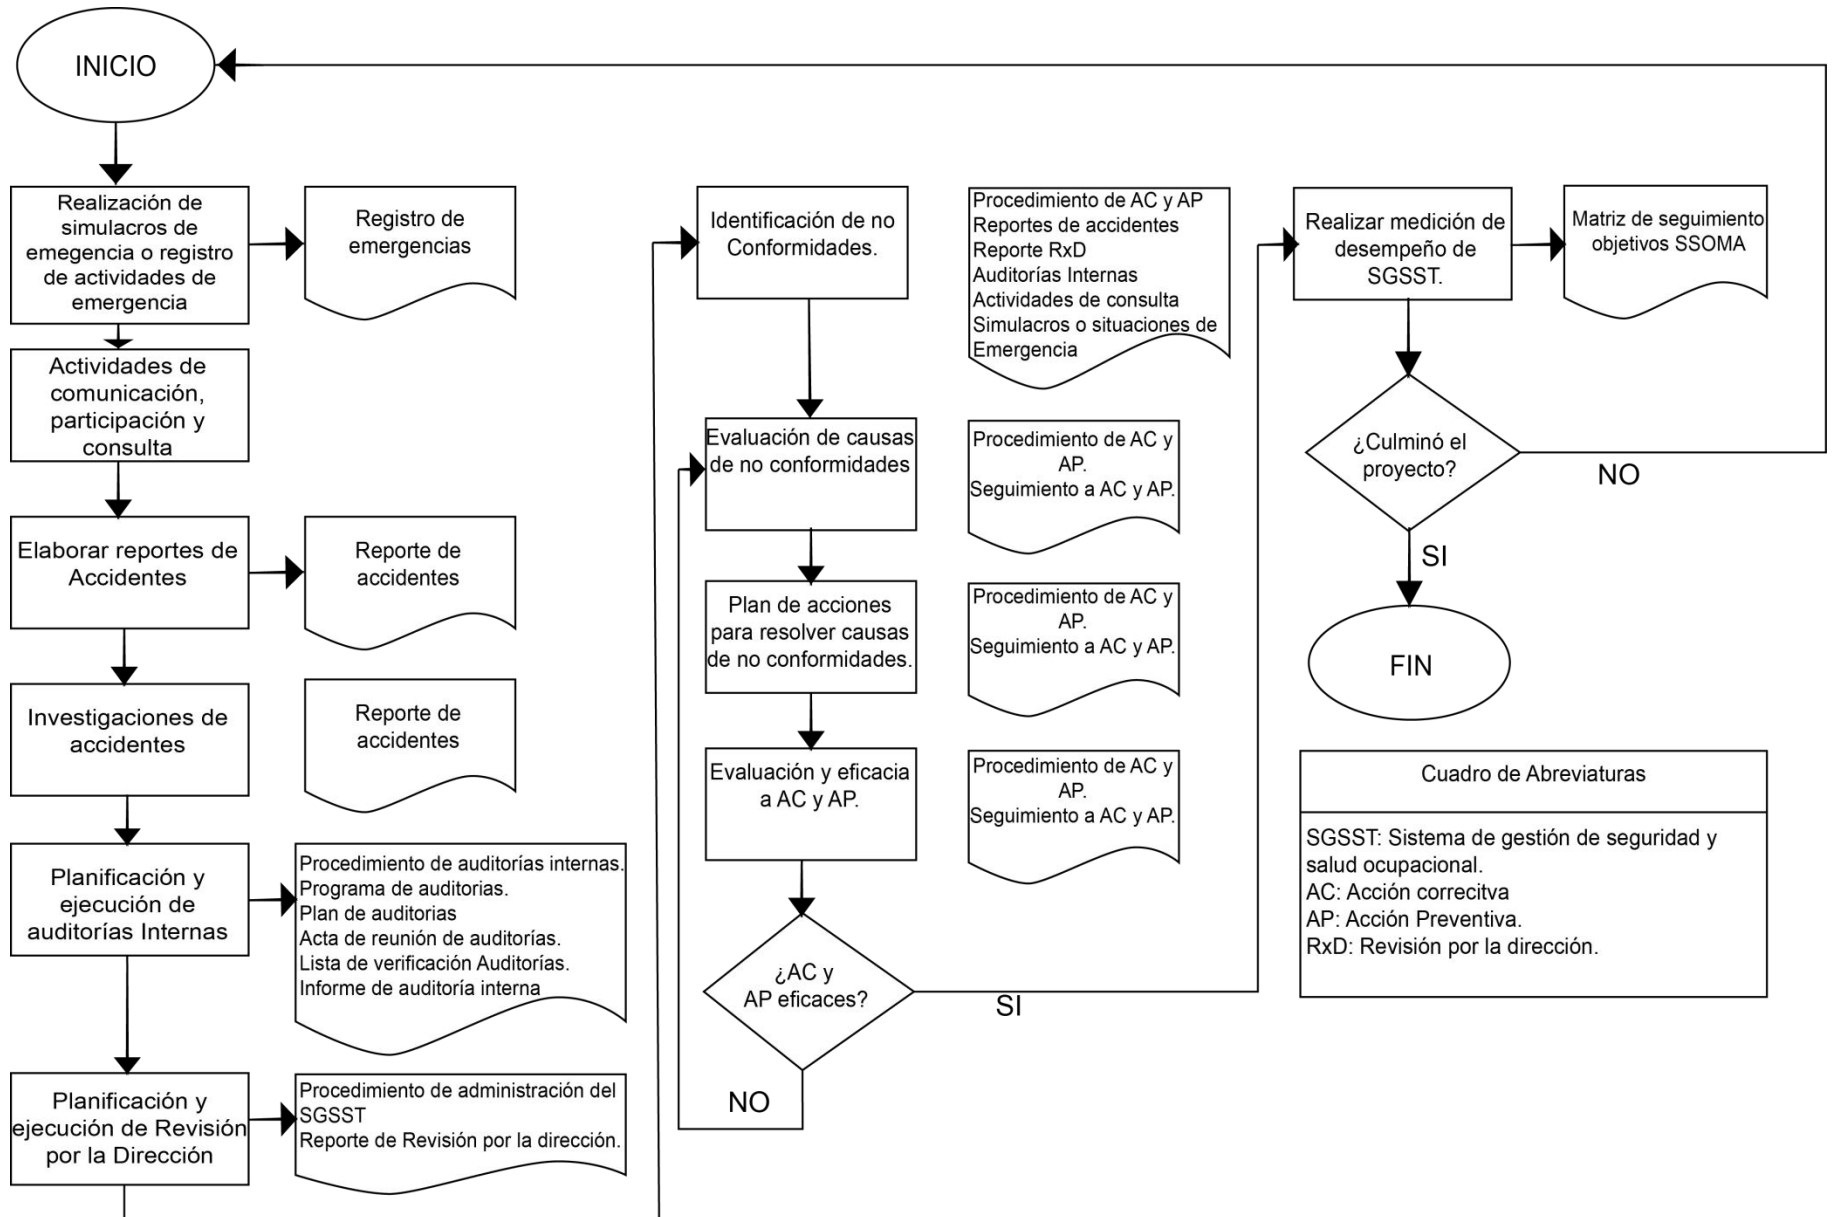 INICIO
Realización de
simulacros de
emegencia o registro
de actividades de
emergencia
Registro de
emergencias
Actividades de
comunicación,
participación y
consulta
Elaborar reportes de
Accidentes
Reporte de
accidentes
Investigaciones de
accidentes
Reporte de
accidentes
Planificación y
ejecución de
auditorías Internas
Procedimiento de auditorías internas.
Programa de auditorias.
Plan de auditorias
Acta de reunión de auditorías.
Lista de verificación Auditorías.
Informe de auditoría interna
Planificación y
ejecución de Revisión
por la Dirección
Procedimiento de administración del
SGSST
Reporte de Revisión por la dirección.
Identificación de no
Conformidades.
Procedimiento de AC y AP
Reportes de accidentes
Reporte RxD
Auditorías Internas
Actividades de consulta
Simulacros o situaciones de
Emergencia
Evaluación de causas
de no conformidades
Procedimiento de AC y
AP.
Seguimiento a AC y AP.
Plan de acciones
para resolver causas
de no conformidades.
Procedimiento de AC y
AP.
Seguimiento a AC y AP.
Evaluación y eficacia
a AC y AP.
Procedimiento de AC y
AP.
Seguimiento a AC y AP.
¿AC y
AP eficaces?
SI
NO
Realizar medición de
desempeño de
SGSST.
Matriz de seguimiento
objetivos SSOMA
¿Culminó el
proyecto?
NO
SI
FIN
Cuadro de Abreviaturas
SGSST: Sistema de gestión de seguridad y
salud ocupacional.
AC: Acción correcitva
AP: Acción Preventiva.
RxD: Revisión por la dirección.